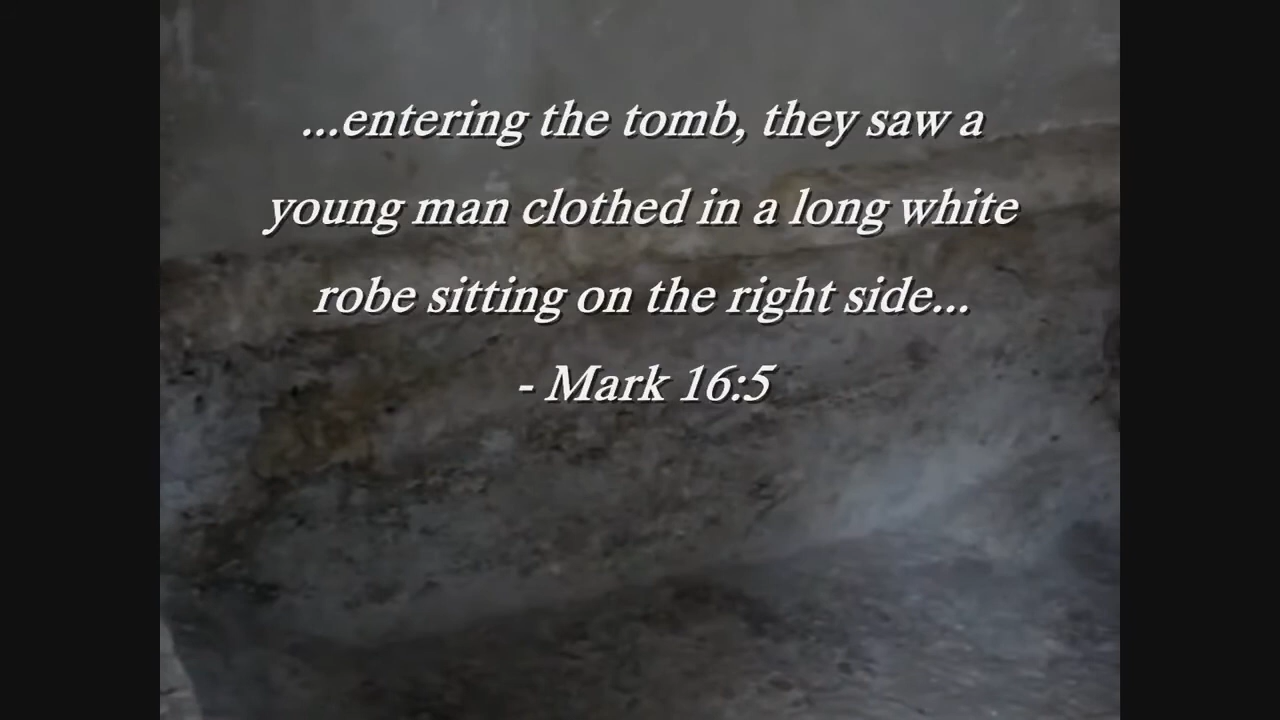 ...entering the tomb, they saw a
young man clothed in a long white
robe sitting on the right side...
- Mark 16:5